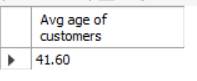 Avg age of
customers
41.60